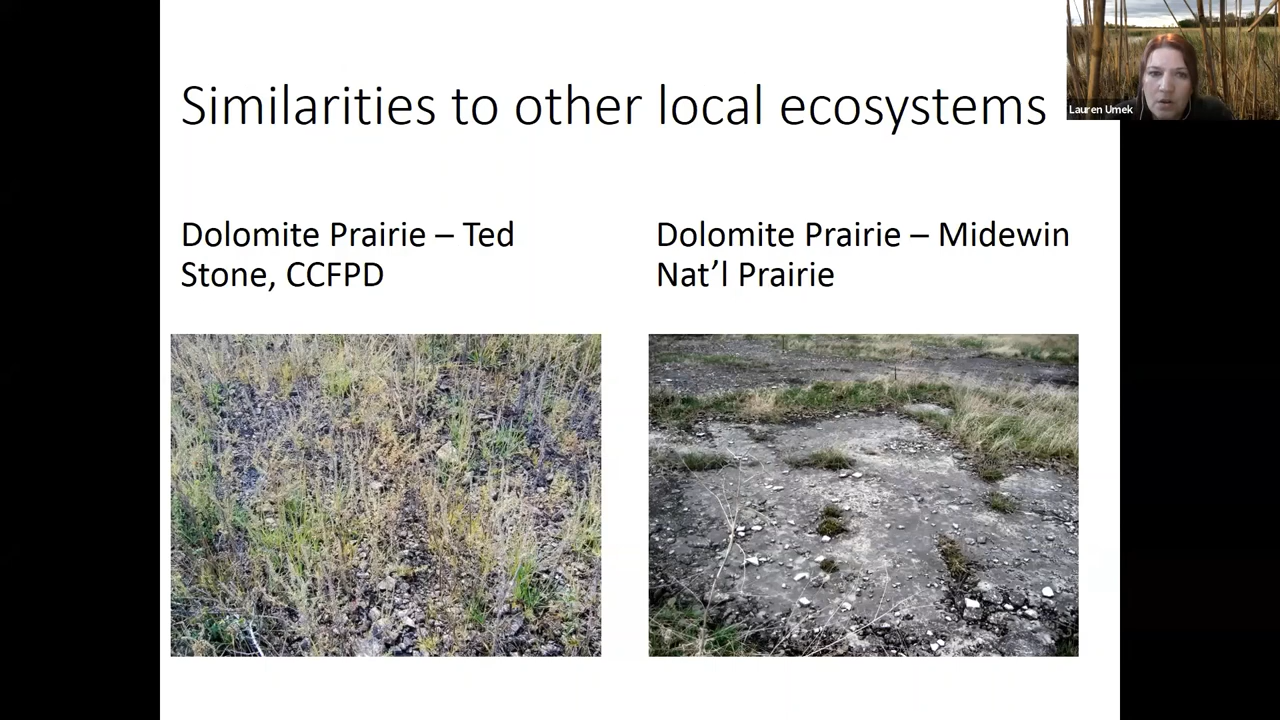 Similarities to other local ecosystems
Lauren Umek
Dolomite Prairie – Ted
Stone, CCFPD
Dolomite Prairie – Midewin
Nat’l Prairie